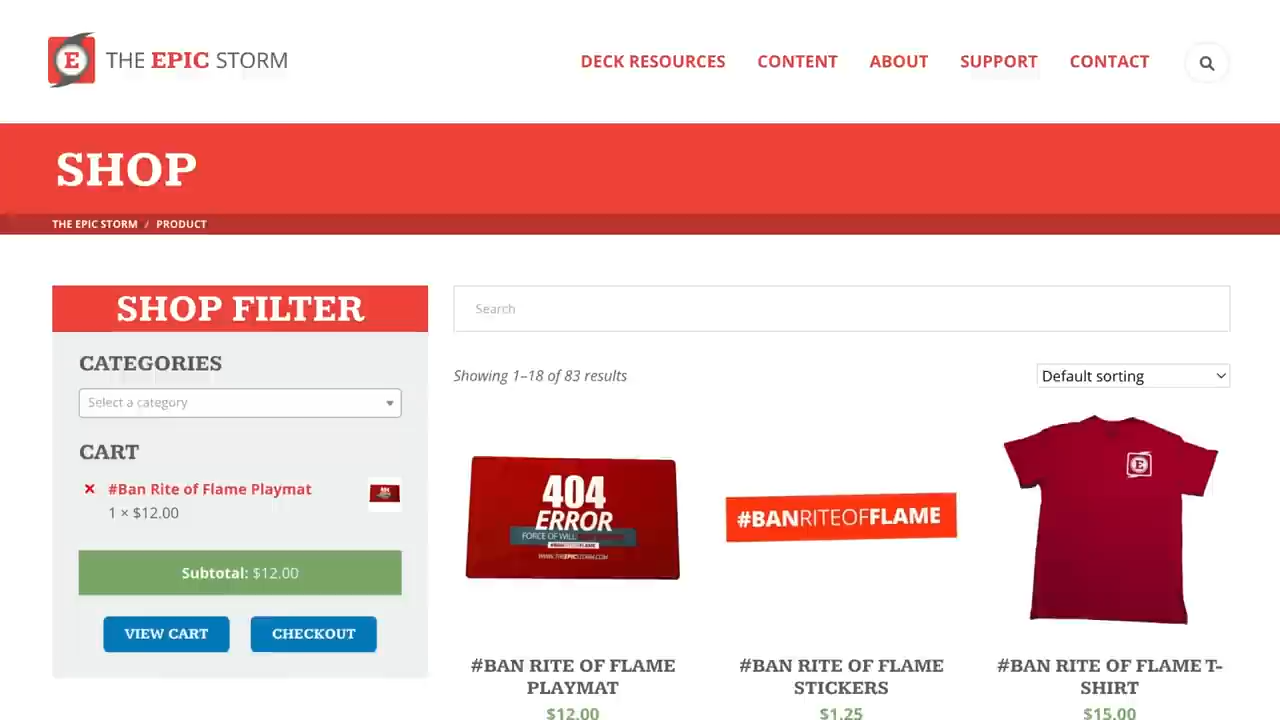 E THE EPIC STORM
DECK RESOURCES CONTENT ABOUT SUPPORT CONTACT
SHOP
THE EPIC STORM / PRODUCT
SHOP FILTER
CATEGORIES
Select a category
CART
× #Ban Rite of Flame Playmat
1 × $12.00
Subtotal: $12.00
VIEW CART CHECKOUT
Search
Showing 1–18 of 83 results
Default sorting
404
ERROR
FORCE OF WILL
#BANRITEOFFLAME
WWW.THEEPICSTORM.COM
#BANRITEOFFLAME
E
#BAN RITE OF FLAME
PLAYMAT
$12.00
#BAN RITE OF FLAME
STICKERS
$1.25
#BAN RITE OF FLAME T-
SHIRT
$15.00